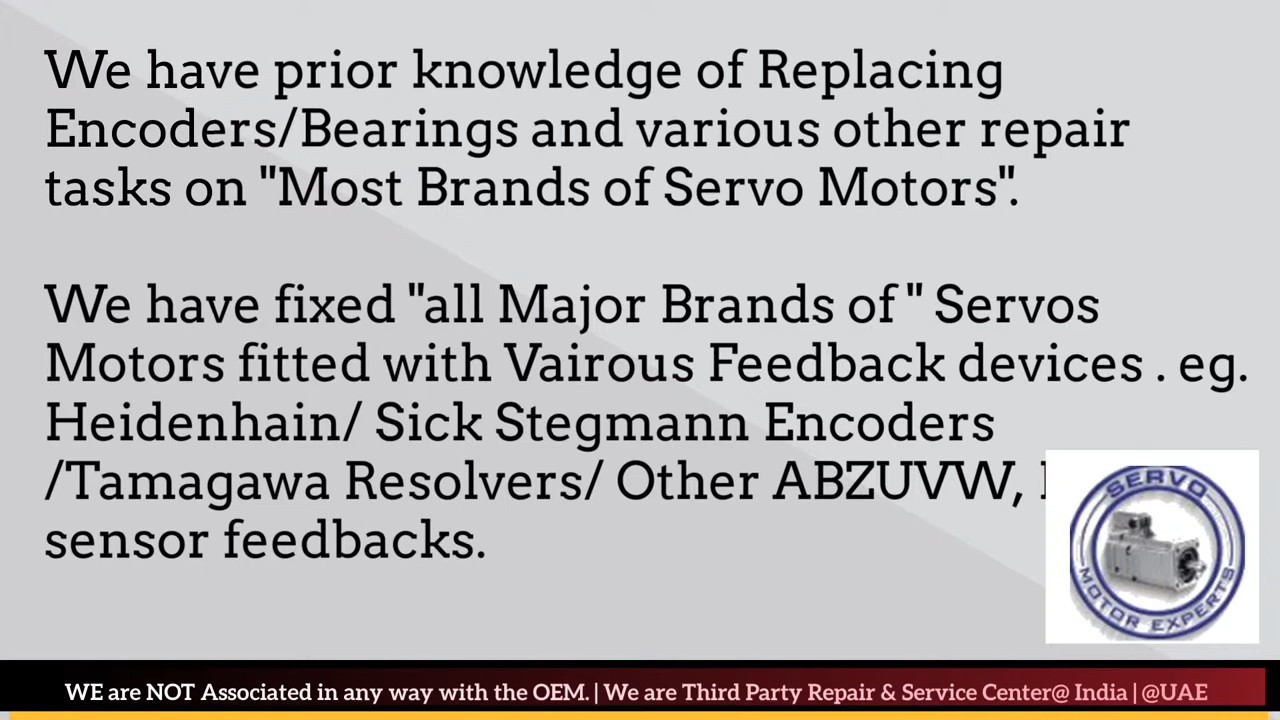 We have prior knowledge of Replacing
Encoders/Bearings and various other repair
tasks on "Most Brands of Servo Motors".
We have fixed "all Major Brands of " Servos
Motors fitted with Vairous Feedback devices . eg.
Heidenhain/ Sick Stegmann Encoders
/Tamagawa Resolvers/ Other ABZUVW,
sensor feedbacks.
SERVO
MOTOR EXPERTS
WE are NOT Associated in any way with the OEM. | We are Third Party Repair & Service Center@ India | @UAE